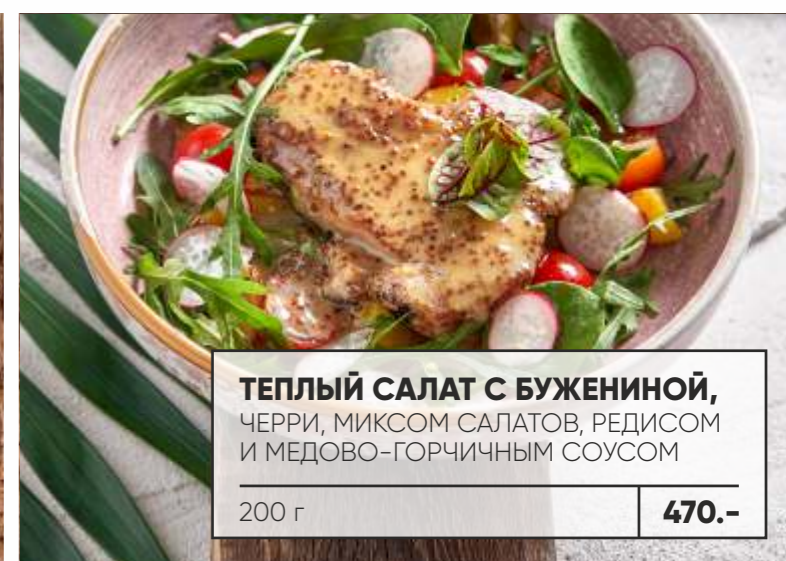 ТЕПЛЫЙ САЛАТ С БУЖЕНИНОЙ,
ЧЕРРИ, МИКСОМ САЛАТОВ, РЕДИСОМ
И МЕДОВО-ГОРЧИЧНЫМ СОУСОМ
200 г
470.-